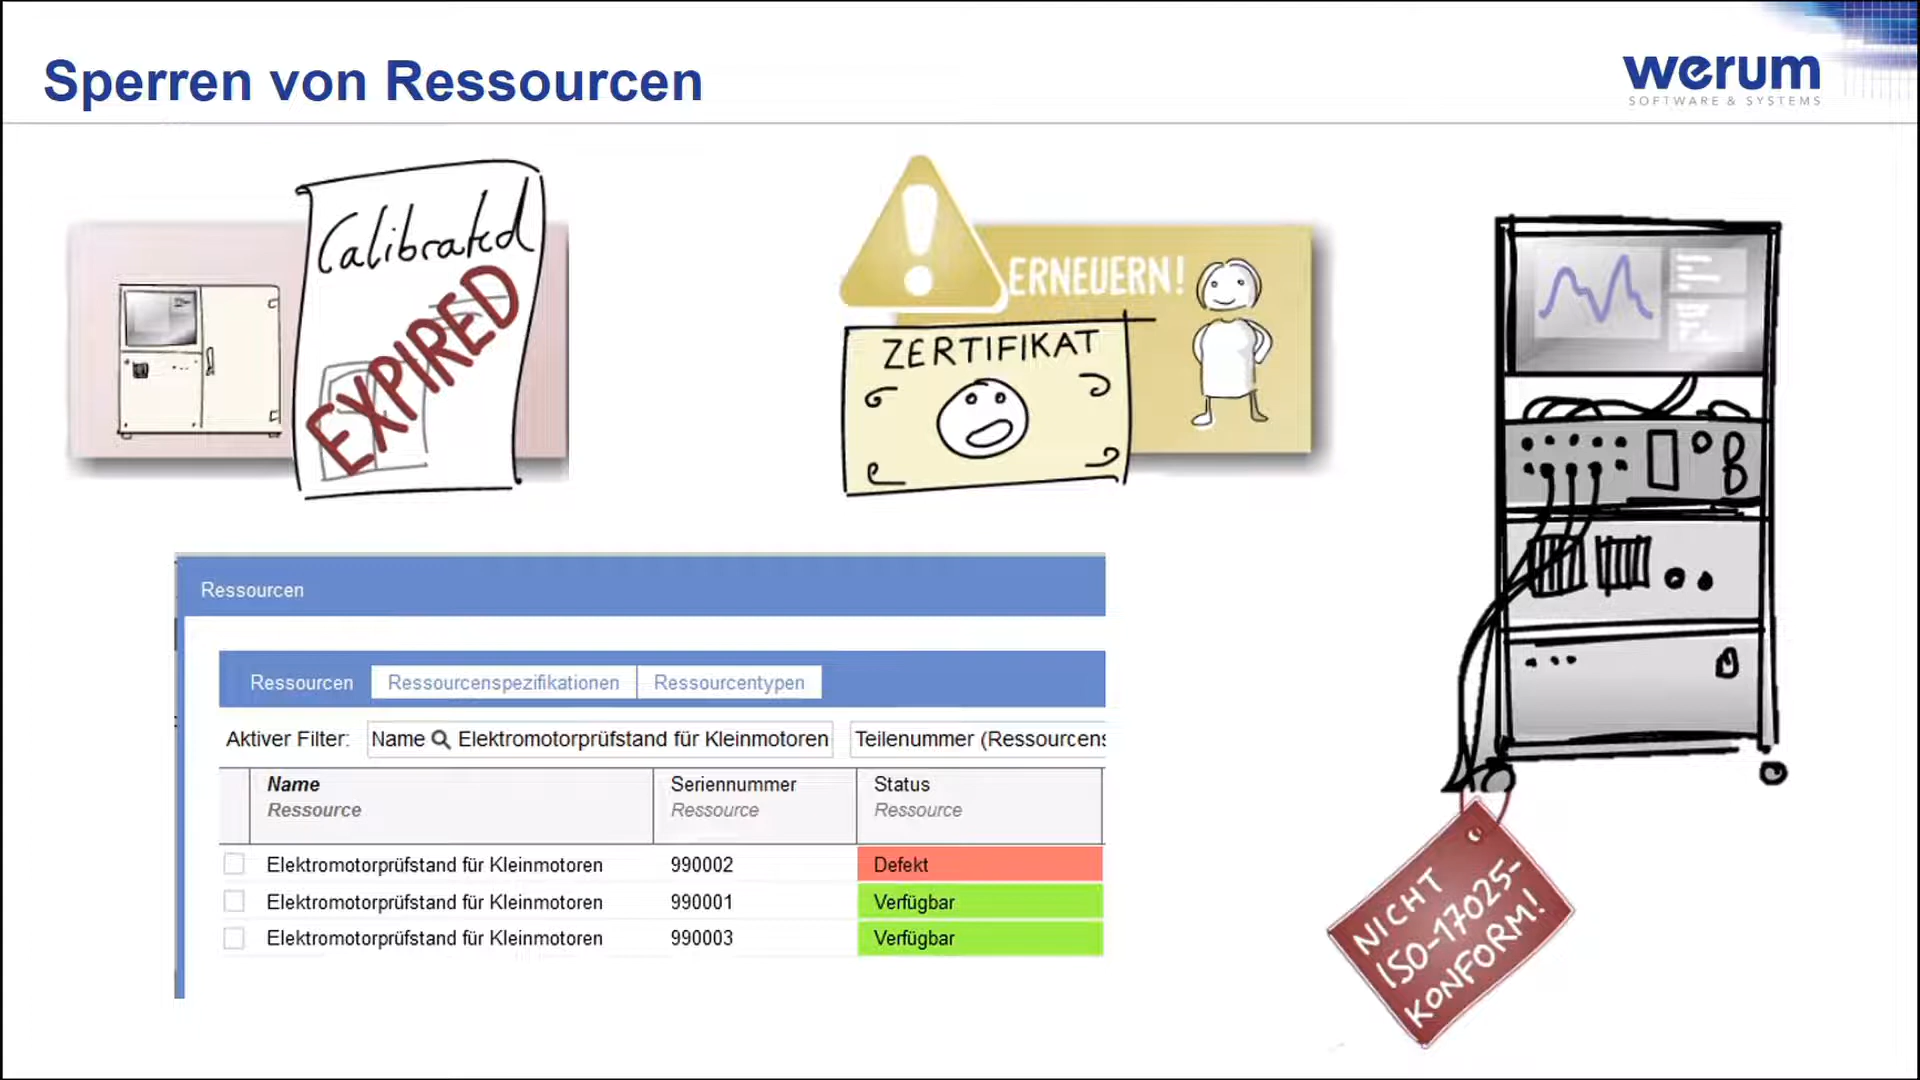 Sperren von Ressourcen
werum
SOFTWARE & SYSTEMS
Calibrated
EXPIRED
ERNEUERN!
ZERTIFIKAT
Ressourcen
Ressourcen Ressourcenspezifikationen Ressourcentypen
Aktiver Filter: Name Elektromotorprüfstand für Kleinmotoren Teilenummer (Ressourcens
Name Seriennummer Status
Ressource Ressource Ressource
Elektromotorprüfstand für Kleinmotoren 990002 Defekt
Elektromotorprüfstand für Kleinmotoren 990001 Verfügbar
Elektromotorprüfstand für Kleinmotoren 990003 Verfügbar
NICHT
ISO-17025-
KONFORM!